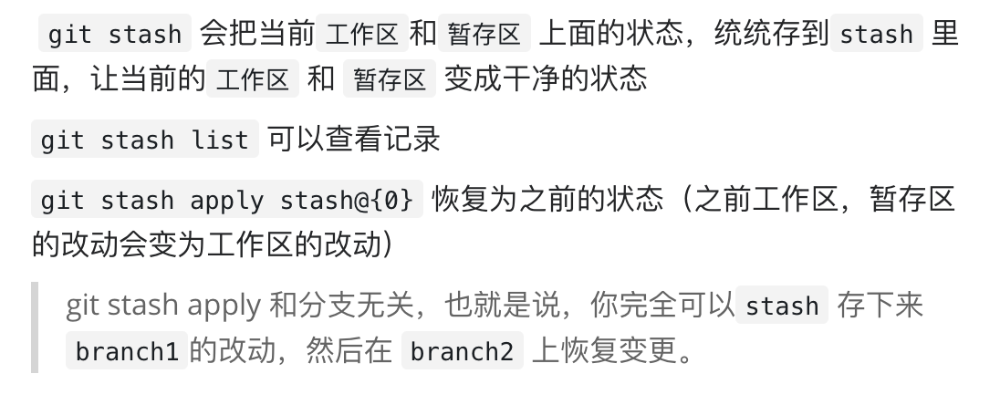 git stash 会把当前 工作区 和 暂存区 上面的状态，统统存到 stash 里
面，让当前的 工作区 和 暂存区 变成干净的状态
git stash list 可以查看记录
git stash apply stash@{0} 恢复为之前的状态（之前工作区，暂存区
的改动会变为工作区的改动）
git stash apply 和分支无关，也就是说，你完全可以 stash 存下来
branch1 的改动，然后在 branch2 上恢复变更。